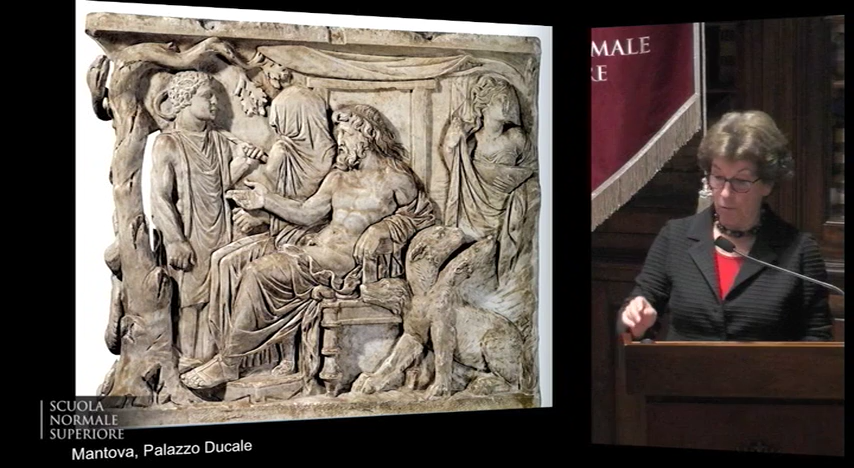 MALE
RE
SCUOLA
NORMALE
SUPERIORE
Mantova, Palazzo Ducale